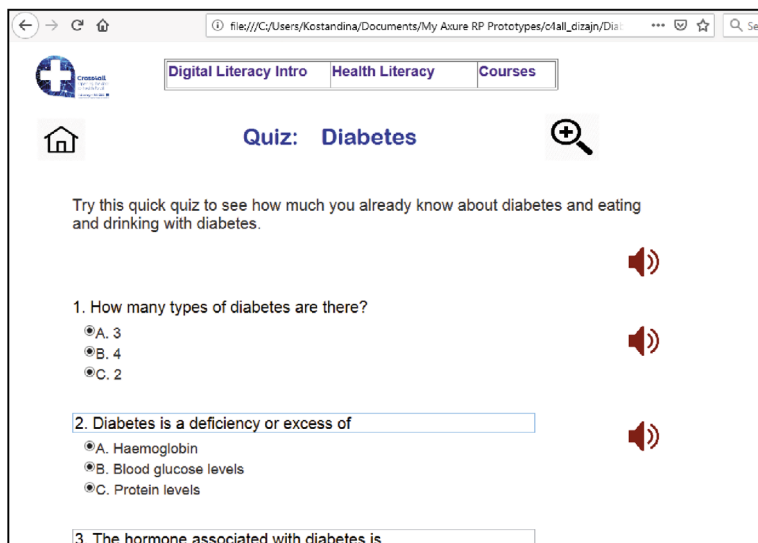 file:///C:/Users/Kostandina/Documents/My Axure RP Prototypes/c4all_dizajn/Dia
Digital Literacy Intro Health Literacy Courses
Quiz: Diabetes
Try this quick quiz to see how much you already know about diabetes and eating
and drinking with diabetes.
1. How many types of diabetes are there?
A. 3
B. 4
C. 2
2. Diabetes is a deficiency or excess of
A. Haemoglobin
B. Blood glucose levels
C. Protein levels
3. The hormone associated with diabetes is